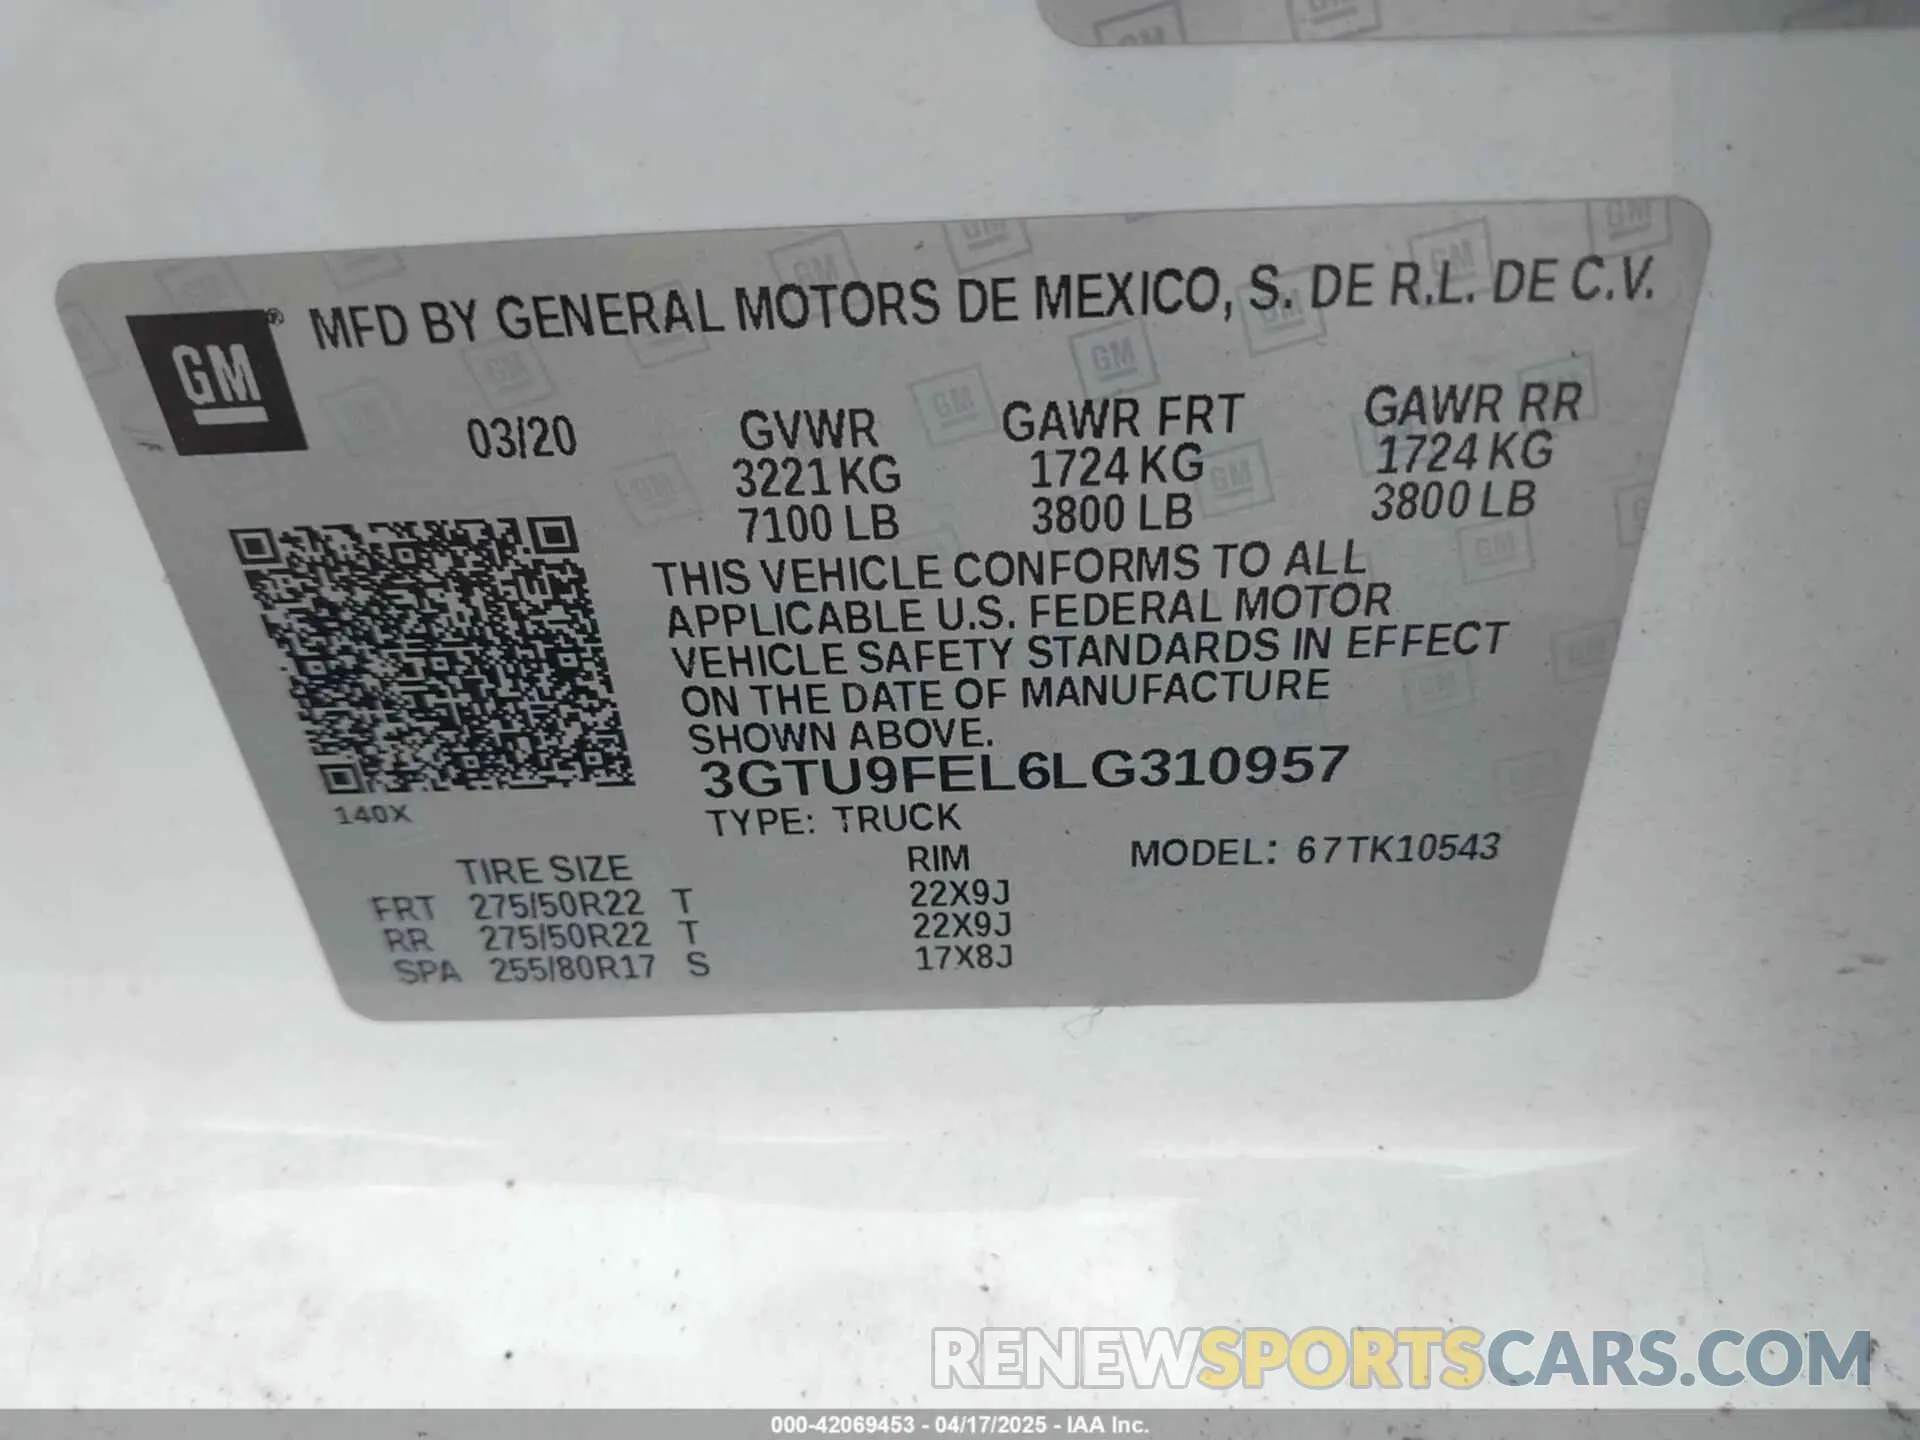 GM® MFD BY GENERAL MOTORS DE MEXICO, S. DE R.L. DE C.V.
03/20 GVWR GAWR FRT GAWR RR
3221 KG 1724 KG 1724 KG
7100 LB 3800 LB 3800 LB
THIS VEHICLE CONFORMS TO ALL
APPLICABLE U.S. FEDERAL MOTOR
VEHICLE SAFETY STANDARDS IN EFFECT
ON THE DATE OF MANUFACTURE
SHOWN ABOVE.
3GTU9FEL6LG310957
140X
TYPE: TRUCK
TIRE SIZE RIM MODEL: 67TK10543
FRT 275/50R22 T 22X9J
RR 275/50R22 T 22X9J
SPA 255/80R17 S 17X8J
RENEWSPORTSCARS.COM
000-42069453 - 04/17/2025 - IAA Inc.